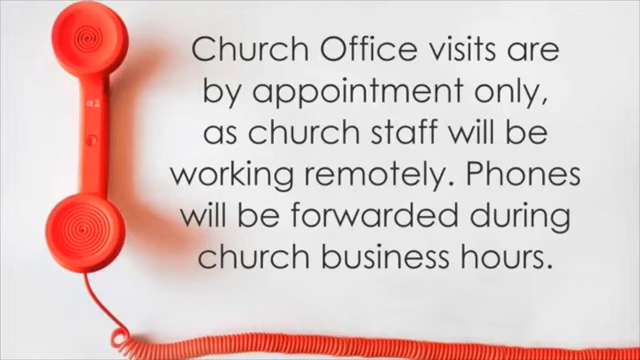 Church Office visits are
by appointment only,
as church staff will be
working remotely. Phones
will be forwarded during
church business hours.